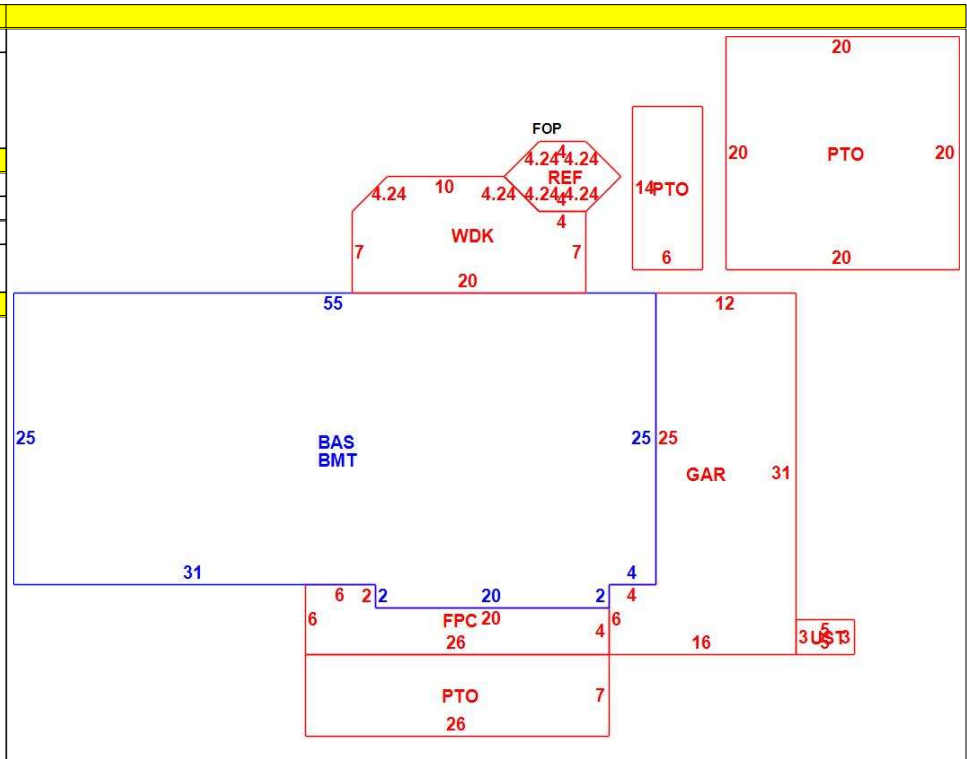 20
FOP
4
4.24 4.24
20 PTO 20
REF
10
14 PTO
4.24 4.24 4.24 4.24
4
4
WDK
7 7
6 20
20
55 12
25 25 25
BAS
BMT
GAR 31
31 4
6 2 2 20 2 4
6 FPC 20 6
4
5
3 UST 3
5
26 16
PTO 7
26